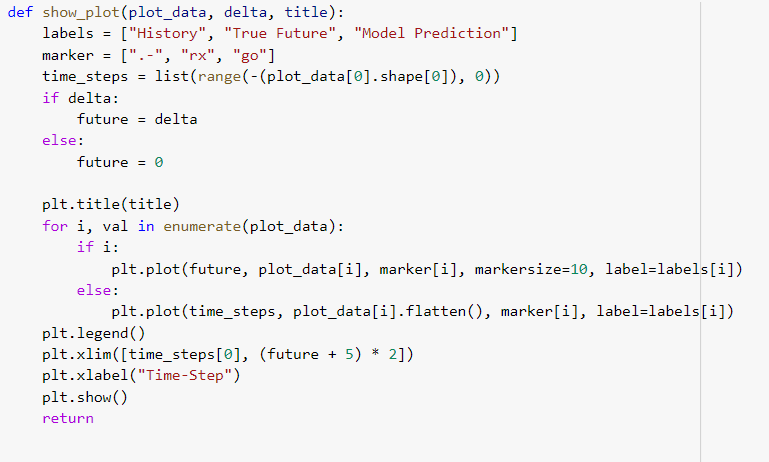 def show_plot(plot_data, delta, title):
    labels = ["History", "True Future", "Model Prediction"]
    marker = [".-", "rx", "go"]
    time_steps = list(range(-(plot_data[0].shape[0]), 0))
    if delta:
        future = delta
    else:
        future = 0

    plt.title(title)
    for i, val in enumerate(plot_data):
        if i:
            plt.plot(future, plot_data[i], marker[i], markersize=10, label=labels[i])
        else:
            plt.plot(time_steps, plot_data[i].flatten(), marker[i], label=labels[i])
    plt.legend()
    plt.xlim([time_steps[0], (future + 5) * 2])
    plt.xlabel("Time-Step")
    plt.show()
    return